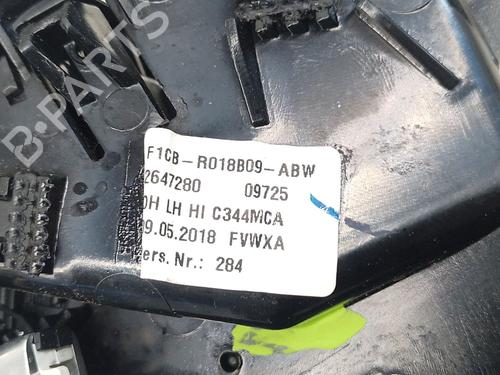 B-PARTS
F1CB-R018B09-ABW
2647280 09725
DH LH HI C344MCA
9.05.2018 FVWXA
ers. Nr.: 284